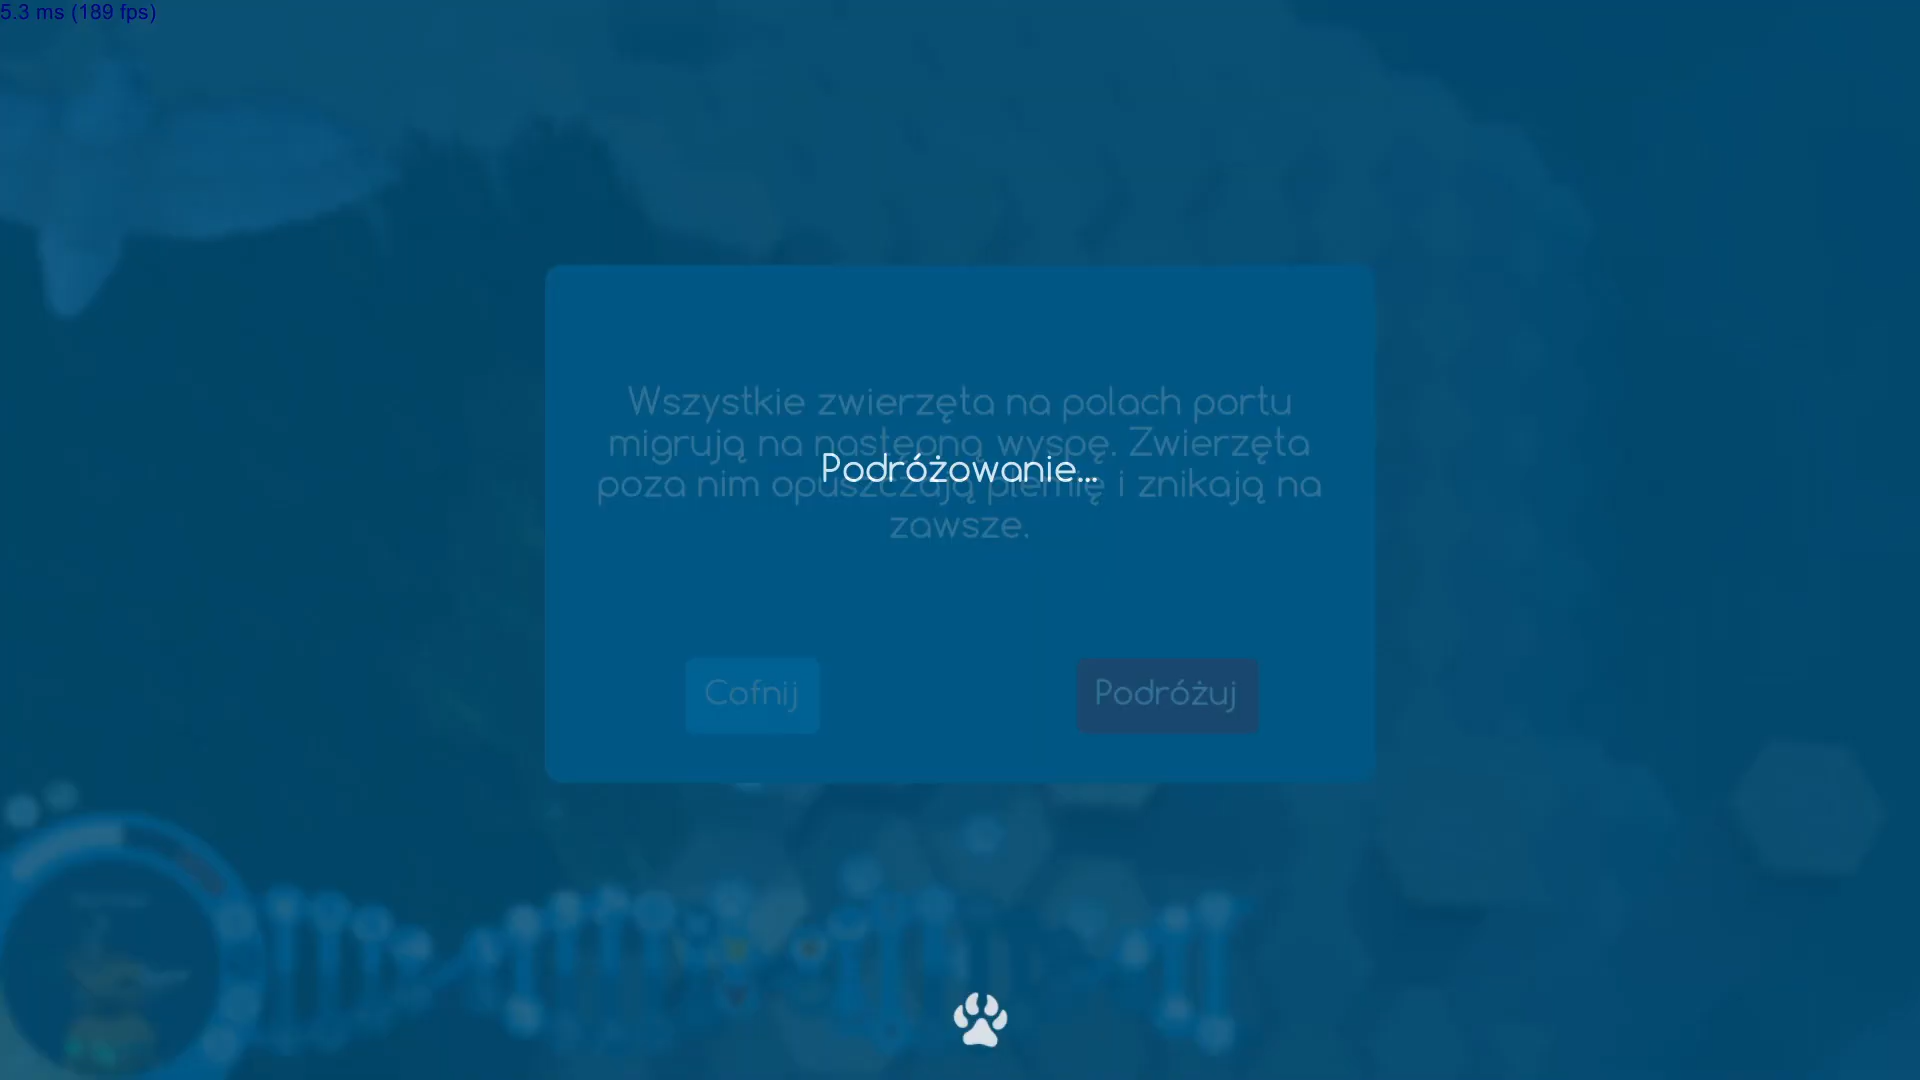 5.3 ms (189 fps)
Wszystkie zwierzęta na polach portu
migrują na następną wyspę. Zwierzęta
Podróżowanie...
poza nim opuszczają plemię i znikają na
zawsze.
Cofnij
Podróżuj